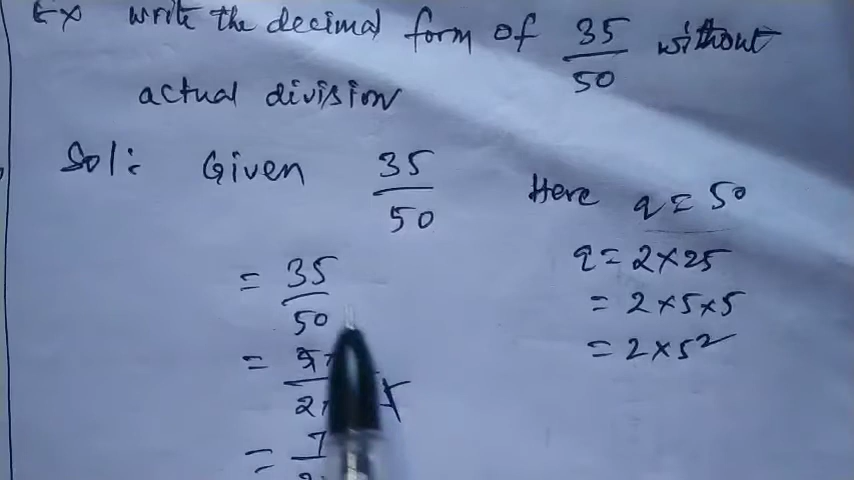 Ex write the decimal form of 35/50 without
actual division
Sol: Given 35/50
Here q = 50
q = 2×25
= 2×5×5
= 2×5²
= 35/50
=
=